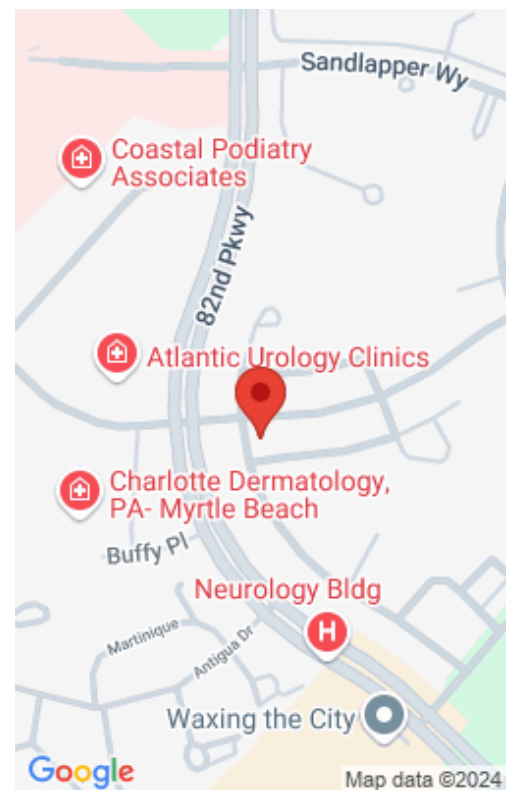 Sandlapper Wy
Coastal Podiatry
Associates
82nd Pkwy
Atlantic Urology Clinics
Charlotte Dermatology,
PA- Myrtle Beach
Buffy Pl
Neurology Bldg
H
Martinique
Antigua Dr
Waxing the City
Google
Map data ©2024